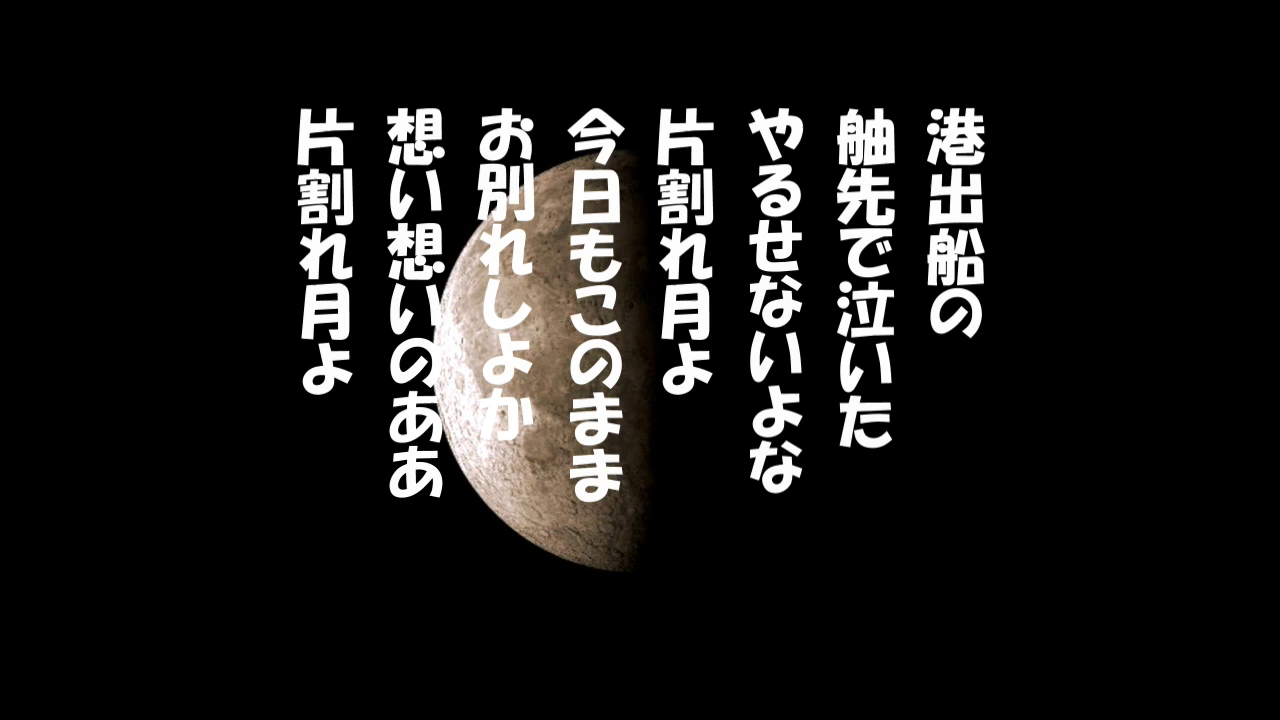 港出船の
舳先で泣いた
やるせないよな
片割れ月よ
今日もこのまま
お別れしよか
想い想いのああ
片割れ月よ